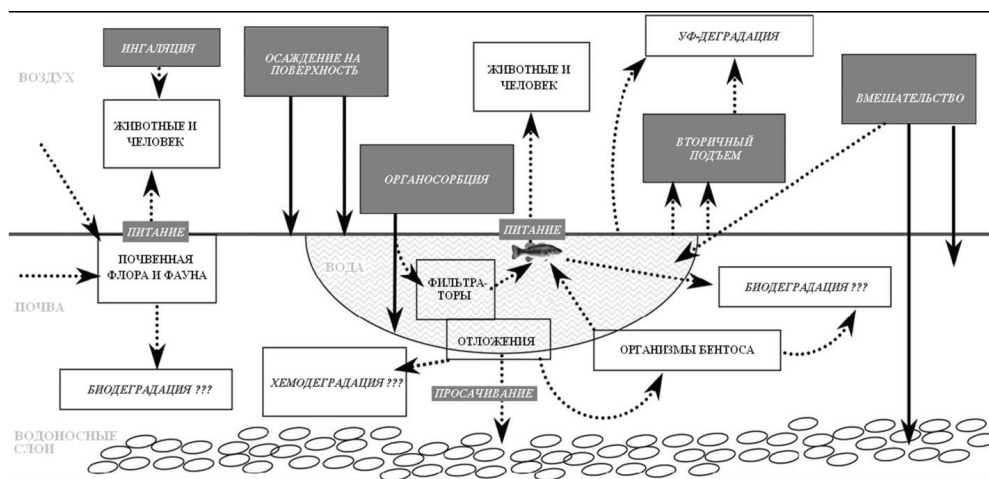 ИНГАЛЯЦИЯ
ОСАЖДЕНИЕ НА
ПОВЕРХНОСТЬ
УФ-ДЕГРАДАЦИЯ
ВОЗДУХ
ЖИВОТНЫЕ И
ЧЕЛОВЕК
ВМЕШАТЕЛЬСТВО
ЖИВОТНЫЕ И
ЧЕЛОВЕК
ВТОРИЧНЫЙ
ПОДЪЕМ
ОРГАНОСОРБЦИЯ
ПИТАНИЕ
ПИТАНИЕ
ПОЧВЕННАЯ
ФЛОРА И ФАУНА
ВОДА
ФИЛЬТРА-
ТОРЫ
БИОДЕГРАДАЦИЯ ???
ПОЧВА
ОТЛОЖЕНИЯ
ОРГАНИЗМЫ БЕНТОСА
БИОДЕГРАДАЦИЯ ???
ХЕМОДЕГРАДАЦИЯ ???
ПРОСАЧИВАНИЕ
ВОДОНОСНЫЕ
СЛОИ